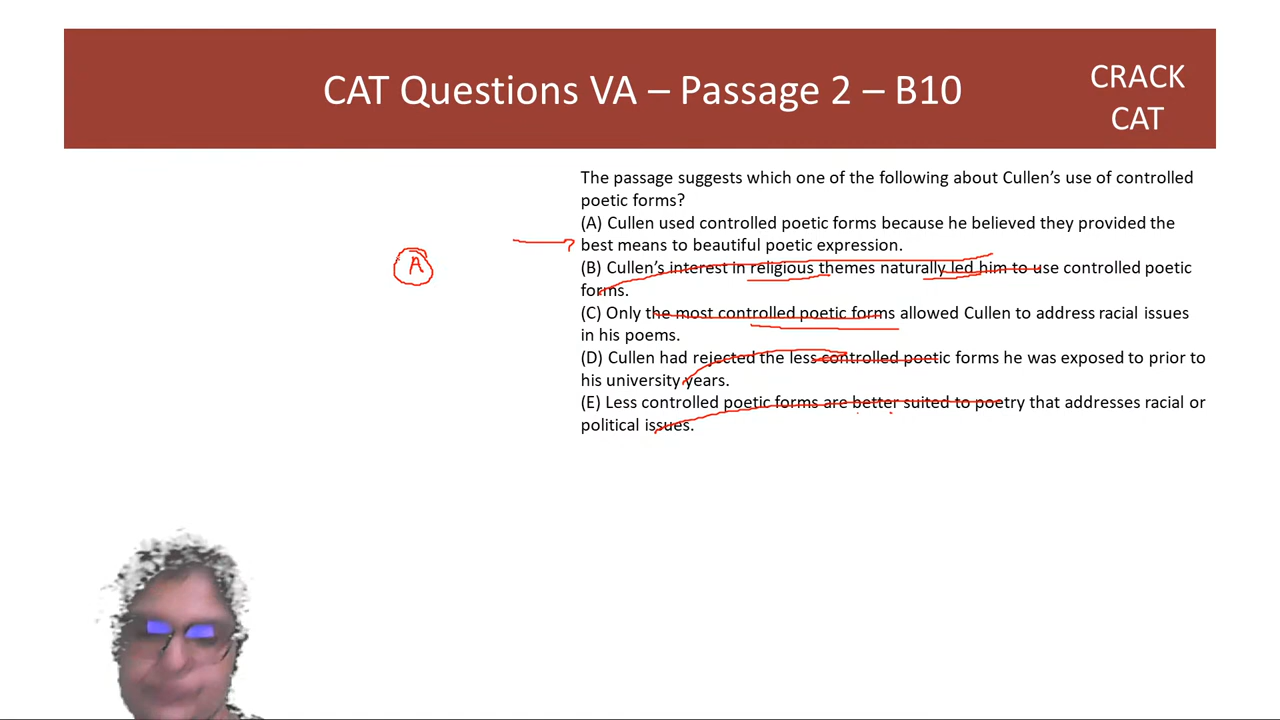 CAT Questions VA – Passage 2 – B10
CRACK
CAT
The passage suggests which one of the following about Cullen’s use of controlled
poetic forms?
(A) Cullen used controlled poetic forms because he believed they provided the
best means to beautiful poetic expression.
(B) Cullen’s interest in religious themes naturally led him to use controlled poetic
forms.
(C) Only the most controlled poetic forms allowed Cullen to address racial issues
in his poems.
(D) Cullen had rejected the less controlled poetic forms he was exposed to prior to
his university years.
(E) Less controlled poetic forms are better suited to poetry that addresses racial or
political issues.
A